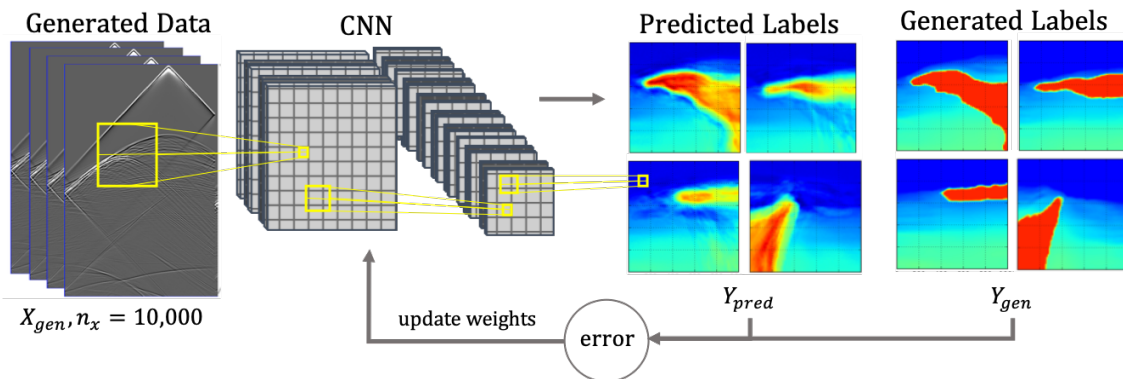 Generated Data
CNN
Predicted Labels
Generated Labels
X_gen, n_x = 10,000
Y_pred
Y_gen
update weights
error